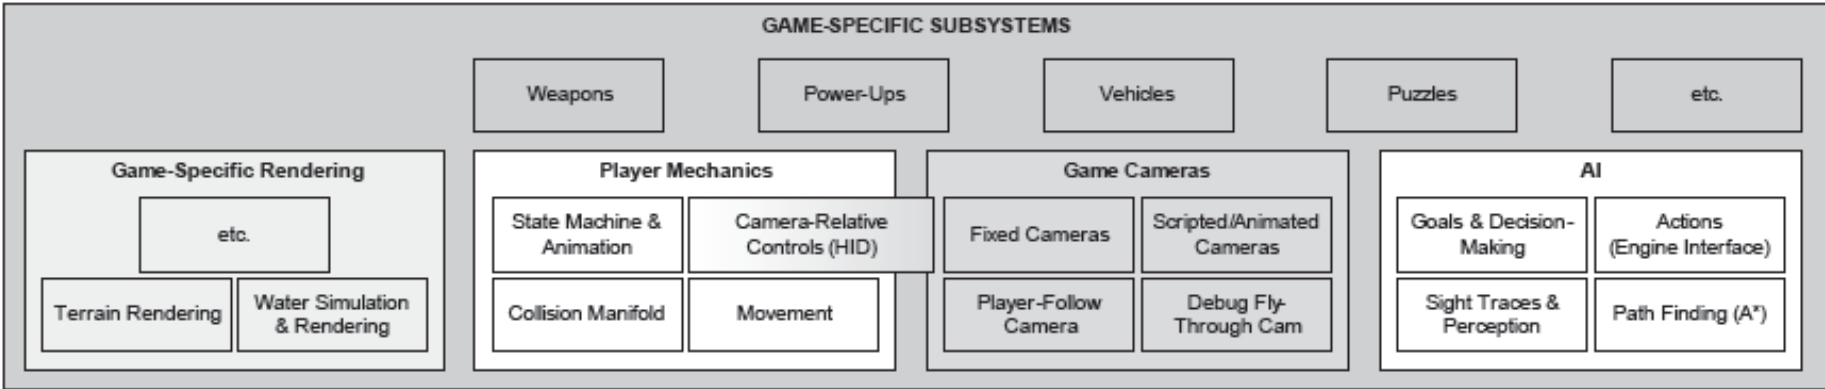 GAME-SPECIFIC SUBSYSTEMS
Weapons
Power-Ups
Vehicles
Puzzles
etc.
Game-Specific Rendering
etc.
Terrain Rendering
Water Simulation
& Rendering
Player Mechanics
State Machine &
Animation
Camera-Relative
Controls (HID)
Collision Manifold
Movement
Game Cameras
Fixed Cameras
Scripted/Animated
Cameras
Player-Follow
Camera
Debug Fly-
Through Cam
AI
Goals & Decision-
Making
Actions
(Engine Interface)
Sight Traces &
Perception
Path Finding (A*)